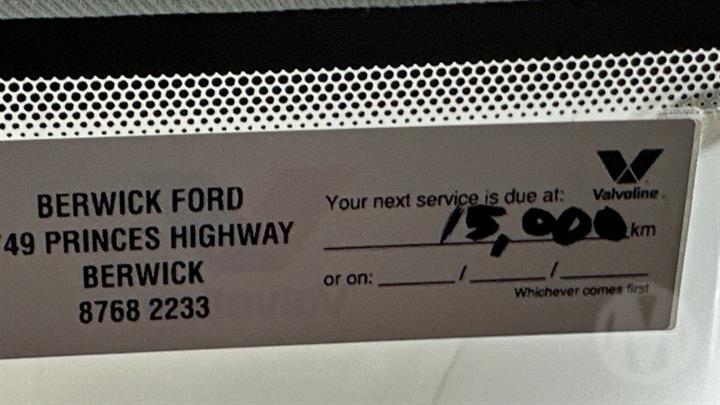 BERWICK FORD
49 PRINCES HIGHWAY
BERWICK
8768 2233
Valvoline
Your next service is due at:
15,000 km
or on: / /
Whichever comes first